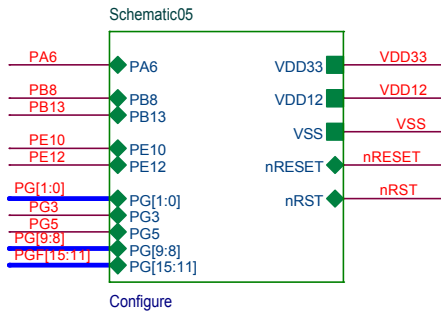 Schematic05
PA6 PA6 VDD33 VDD33
PB8 PB8 VDD12 VDD12
PB13 PB13
VSS VSS
PE10 PE10
PE12 PE12 nRESET nRESET
PG[1:0] PG[1:0] nRST nRST
PG3 PG3
PG5 PG5
PG[9:8] PG[9:8]
PGF[15:11] PG[15:11]
Configure